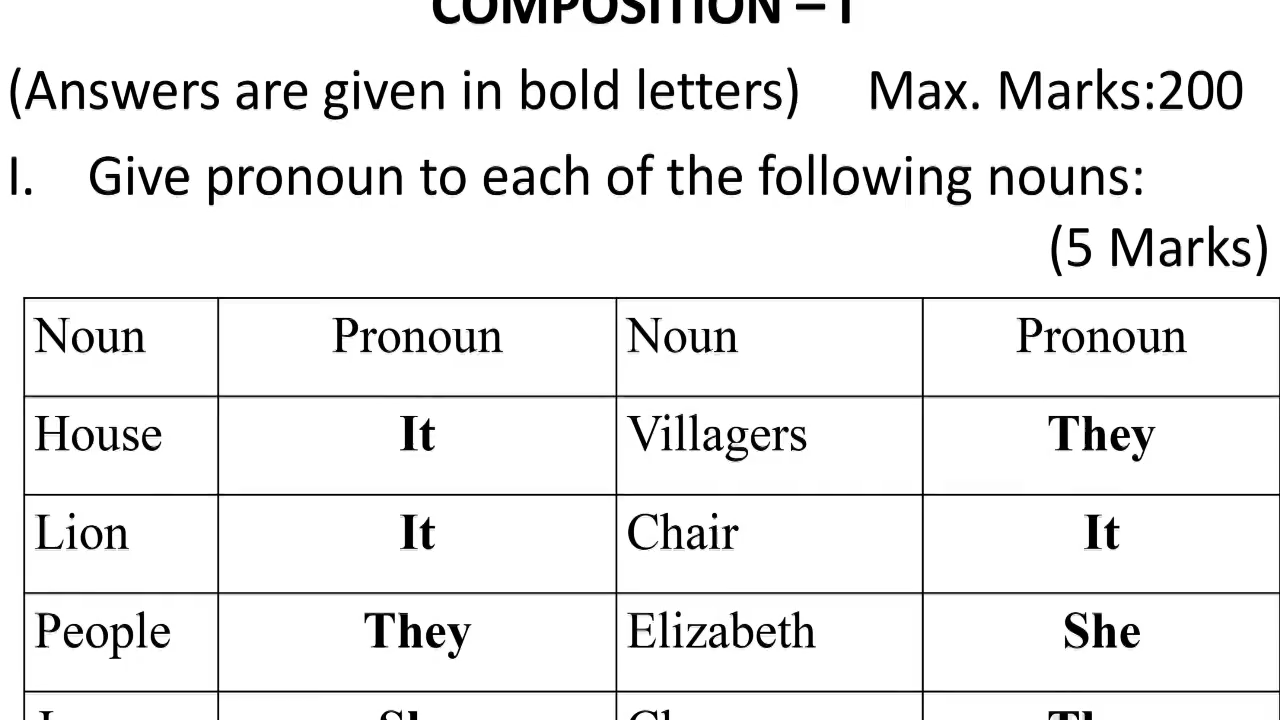 COMPOSITION – I
(Answers are given in bold letters) Max. Marks:200
I. Give pronoun to each of the following nouns:
(5 Marks)
Noun Pronoun Noun Pronoun
House It Villagers They
Lion It Chair It
People They Elizabeth She